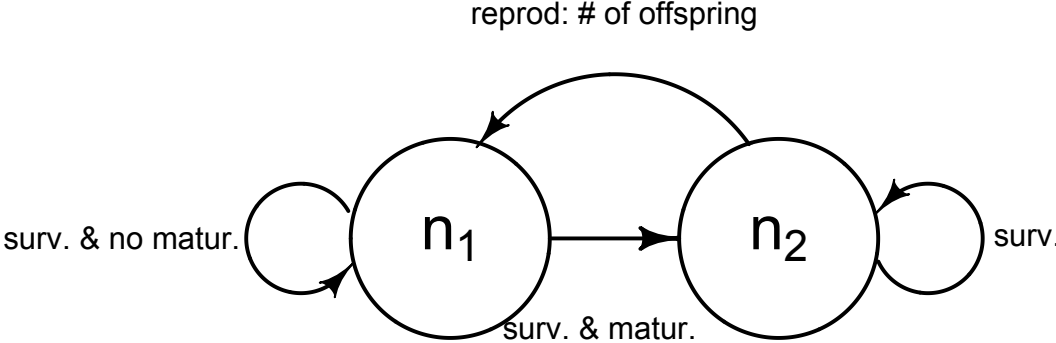 reprod: # of offspring
surv. & no matur.
n₁
n₂
surv.
surv. & matur.